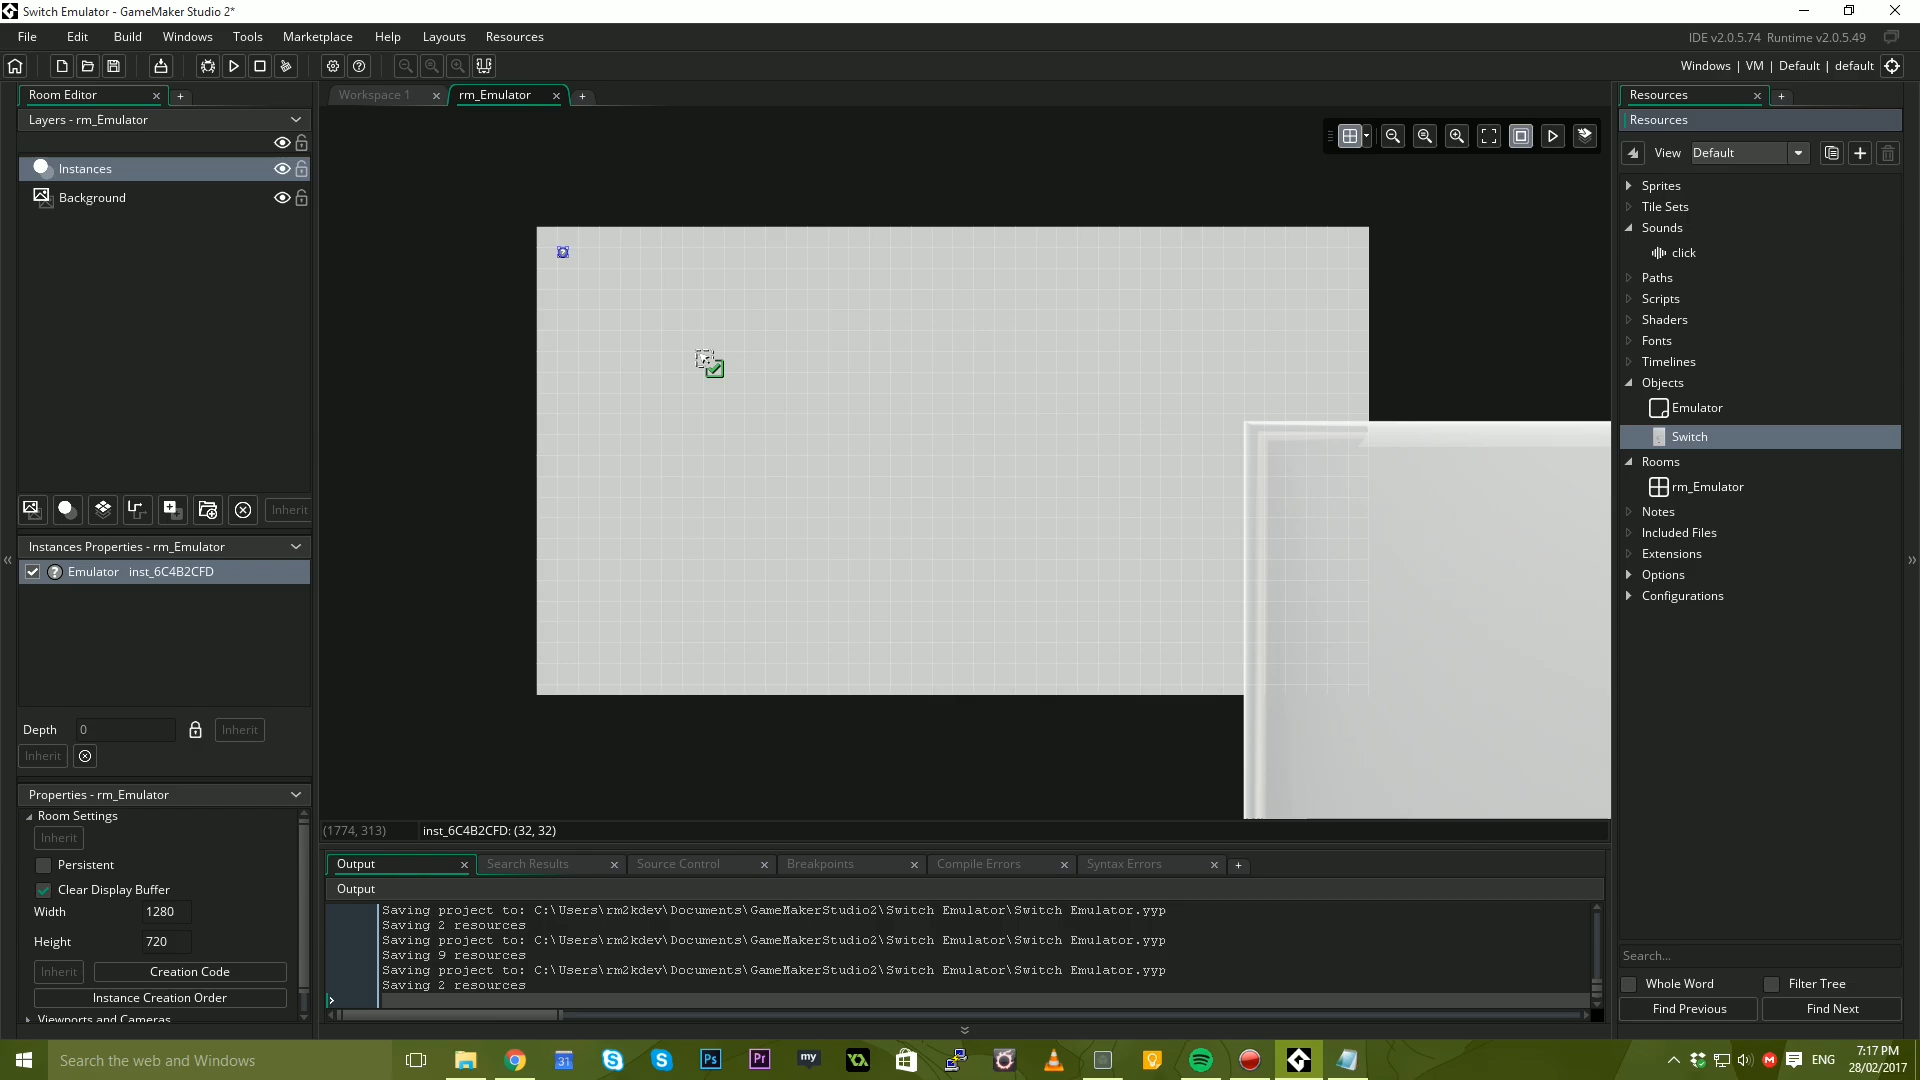 Switch Emulator - GameMaker Studio 2*
File Edit Build Windows Tools Marketplace Help Layouts Resources
IDE v2.0.5.74 Runtime v2.0.5.49
Windows | VM | Default | default
Room Editor
Workspace 1
rm_Emulator
Resources
Layers - rm_Emulator
Resources
View Default
Instances
Background
Sprites
Tile Sets
Sounds
click
Paths
Scripts
Shaders
Fonts
Timelines
Objects
Emulator
Switch
Rooms
rm_Emulator
Notes
Included Files
Extensions
Options
Configurations
Inherit
Instances Properties - rm_Emulator
Emulator inst_6C4B2CFD
Depth 0 Inherit
Inherit
Properties - rm_Emulator
Room Settings
Inherit
Persistent
Clear Display Buffer
Width 1280
Height 720
Inherit Creation Code
Instance Creation Order
Viewports and Cameras
(1774, 313) inst_6C4B2CFD: (32, 32)
Output Search Results Source Control Breakpoints Compile Errors Syntax Errors
Output
Saving project to: C:\Users\rm2kdev\Documents\GameMakerStudio2\Switch Emulator\Switch Emulator.yyp
Saving 2 resources
Saving project to: C:\Users\rm2kdev\Documents\GameMakerStudio2\Switch Emulator\Switch Emulator.yyp
Saving 9 resources
Saving project to: C:\Users\rm2kdev\Documents\GameMakerStudio2\Switch Emulator\Switch Emulator.yyp
Saving 2 resources
Search...
Whole Word Filter Tree
Find Previous Find Next
Search the web and Windows
31
Ps
Pr
my
ENG
7:17 PM
28/02/2017